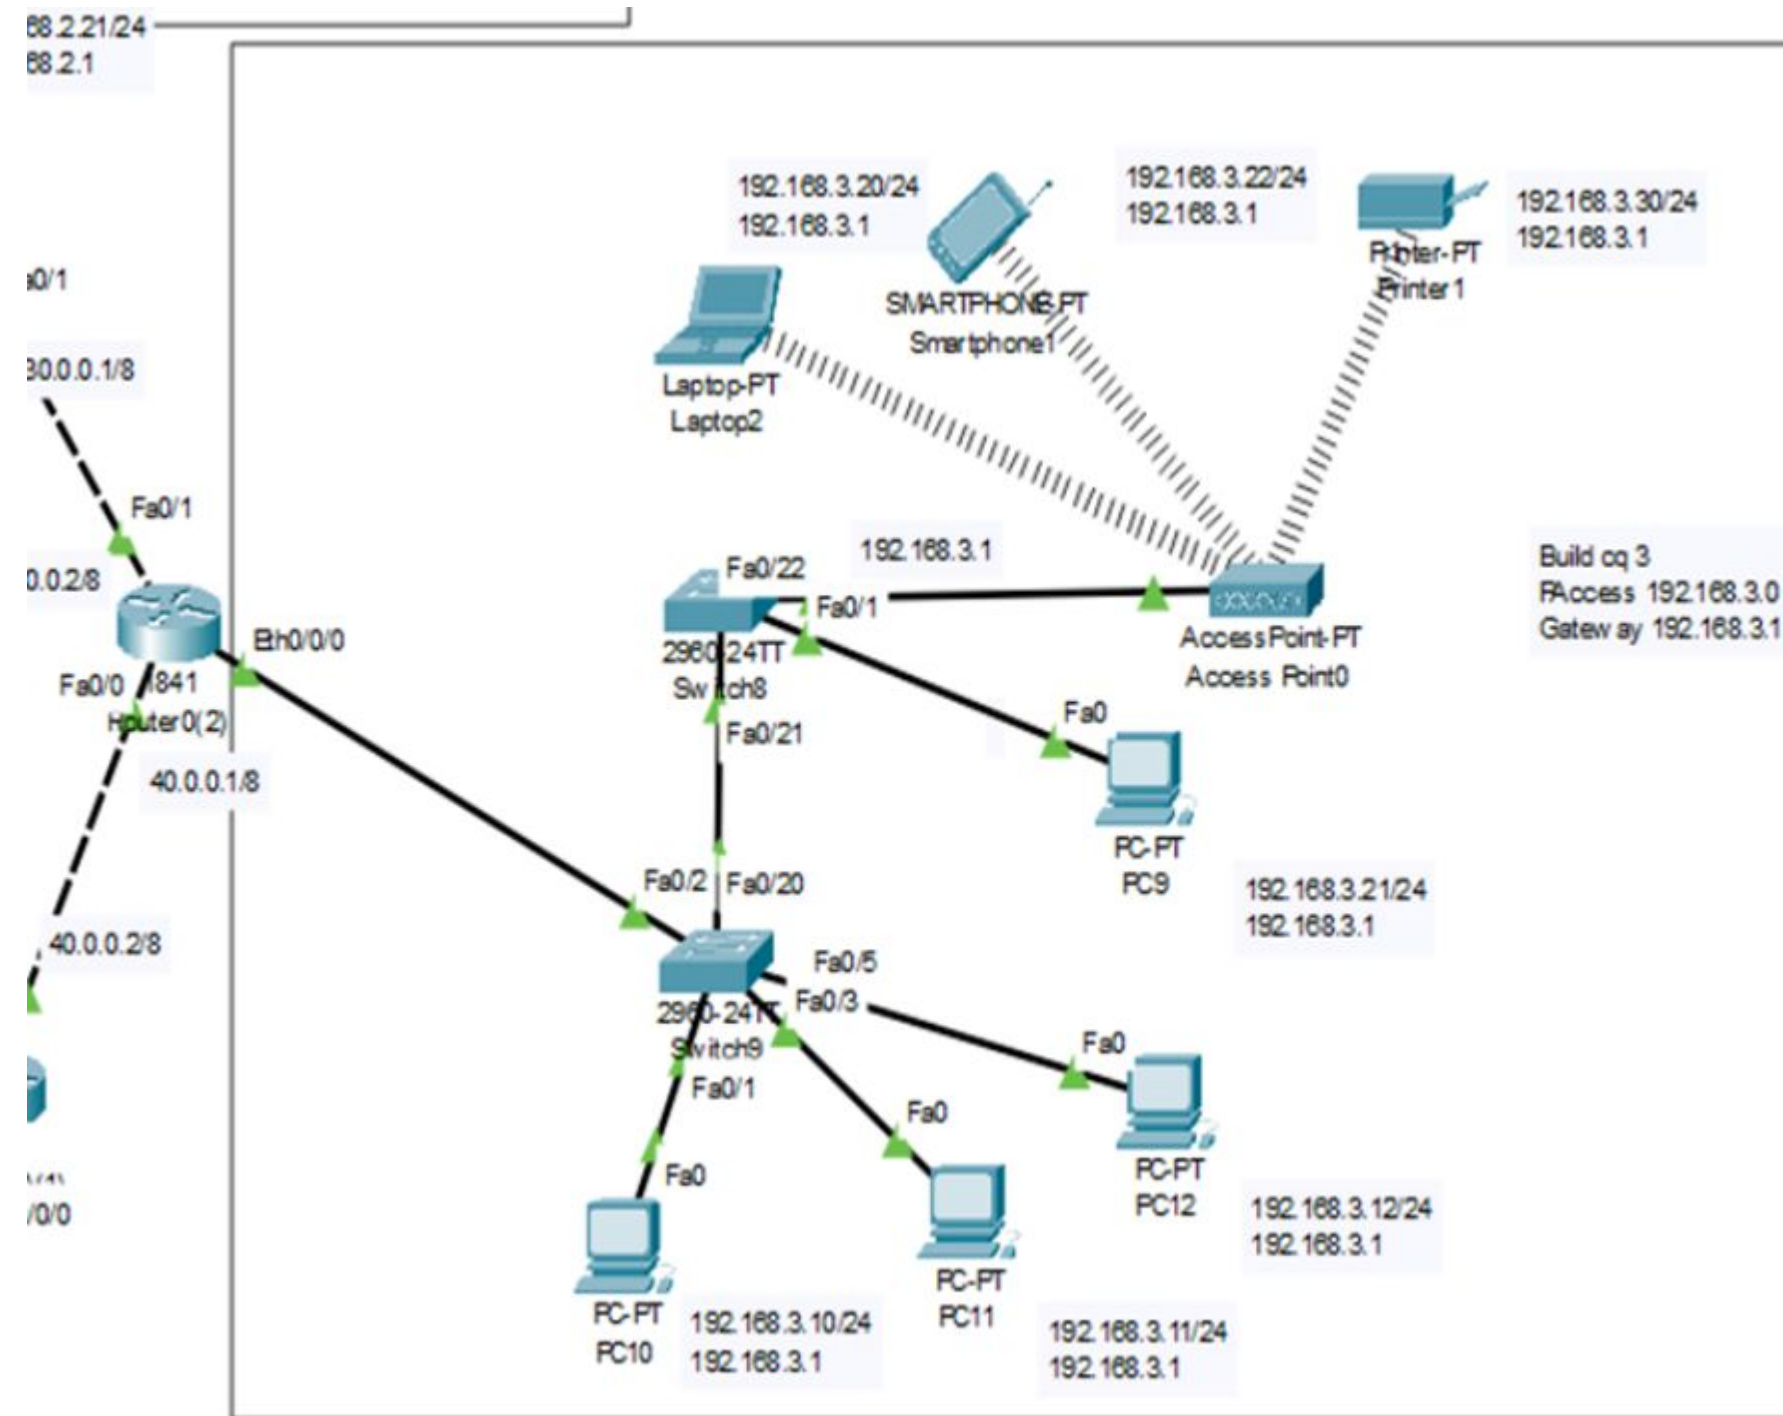 68.2.21/24
68.2.1
192.168.3.20/24
192.168.3.1
192.168.3.22/24
192.168.3.1
192.168.3.30/24
192.168.3.1
Printer-PT
Printer1
SMARTPHONE-PT
Smartphone1
Laptop-PT
Laptop2
a0/1
30.0.0.1/8
Fa0/1
0.0.2/8
Eth0/0/0
Fa0/0
1841
Router0(2)
40.0.0.1/8
40.0.0.2/8
/0/0
Fa0/22
192.168.3.1
Fa0/1
2960-24TT
Switch8
Fa0/21
AccessPoint-PT
Access Point0
Build cq 3
PAccess 192.168.3.0
Gateway 192.168.3.1
Fa0
PC-PT
PC9
192.168.3.21/24
192.168.3.1
Fa0/2
Fa0/20
Fa0/5
Fa0/3
2960-24TT
Switch9
Fa0/1
Fa0
PC-PT
PC12
192.168.3.12/24
192.168.3.1
Fa0
PC-PT
PC11
192.168.3.11/24
192.168.3.1
Fa0
PC-PT
PC10
192.168.3.10/24
192.168.3.1